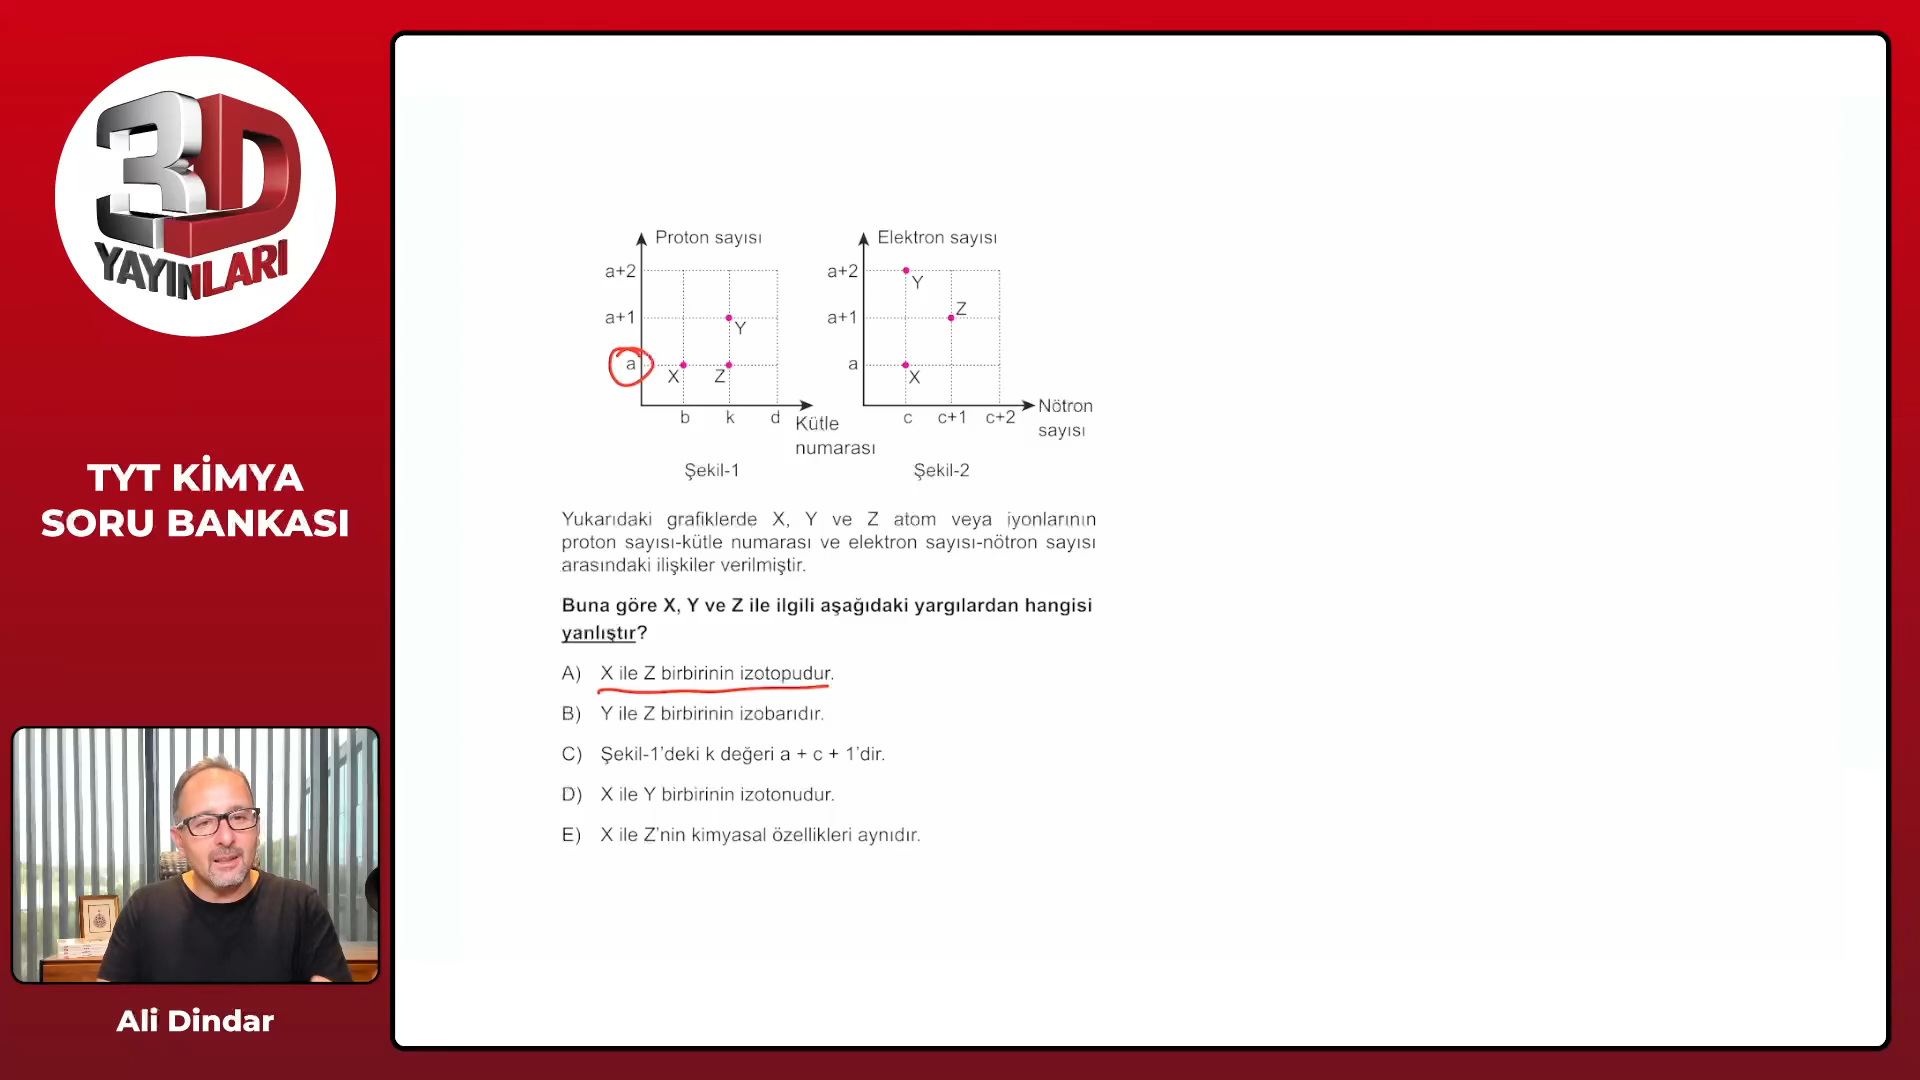 3D
YAYINLARI
TYT KİMYA
SORU BANKASI
Ali Dindar
Proton sayısı
a+2
a+1
a
Y
X
Z
b
k
d
Kütle
numarası
Şekil-1
Elektron sayısı
a+2
a+1
a
Y
Z
X
c
c+1
c+2
Nötron
sayısı
Şekil-2
Yukarıdaki grafiklerde X, Y ve Z atom veya iyonlarının
proton sayısı-kütle numarası ve elektron sayısı-nötron sayısı
arasındaki ilişkiler verilmiştir.
Buna göre X, Y ve Z ile ilgili aşağıdaki yargılardan hangisi
yanlıştır?
A) X ile Z birbirinin izotopudur.
B) Y ile Z birbirinin izobarıdır.
C) Şekil-1’deki k değeri a + c + 1’dir.
D) X ile Y birbirinin izotonudur.
E) X ile Z’nin kimyasal özellikleri aynıdır.